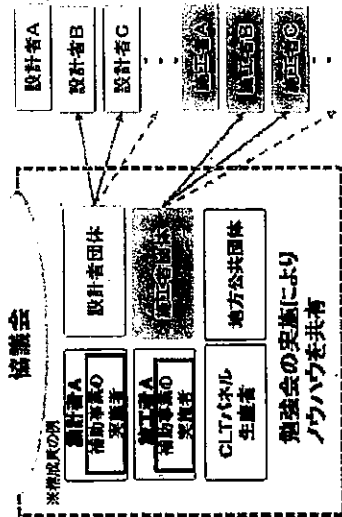 協議会
※構成員の例
設計者A
補助事業の
実施者
設計者団体
施工者A
補助事業の
実施者
施工者団体
CLTパネル
生産者
地方公共団体
勉強会の実施により
ノウハウを共有
設計者A
設計者B
設計者C
施工者A
施工者B
施工者C